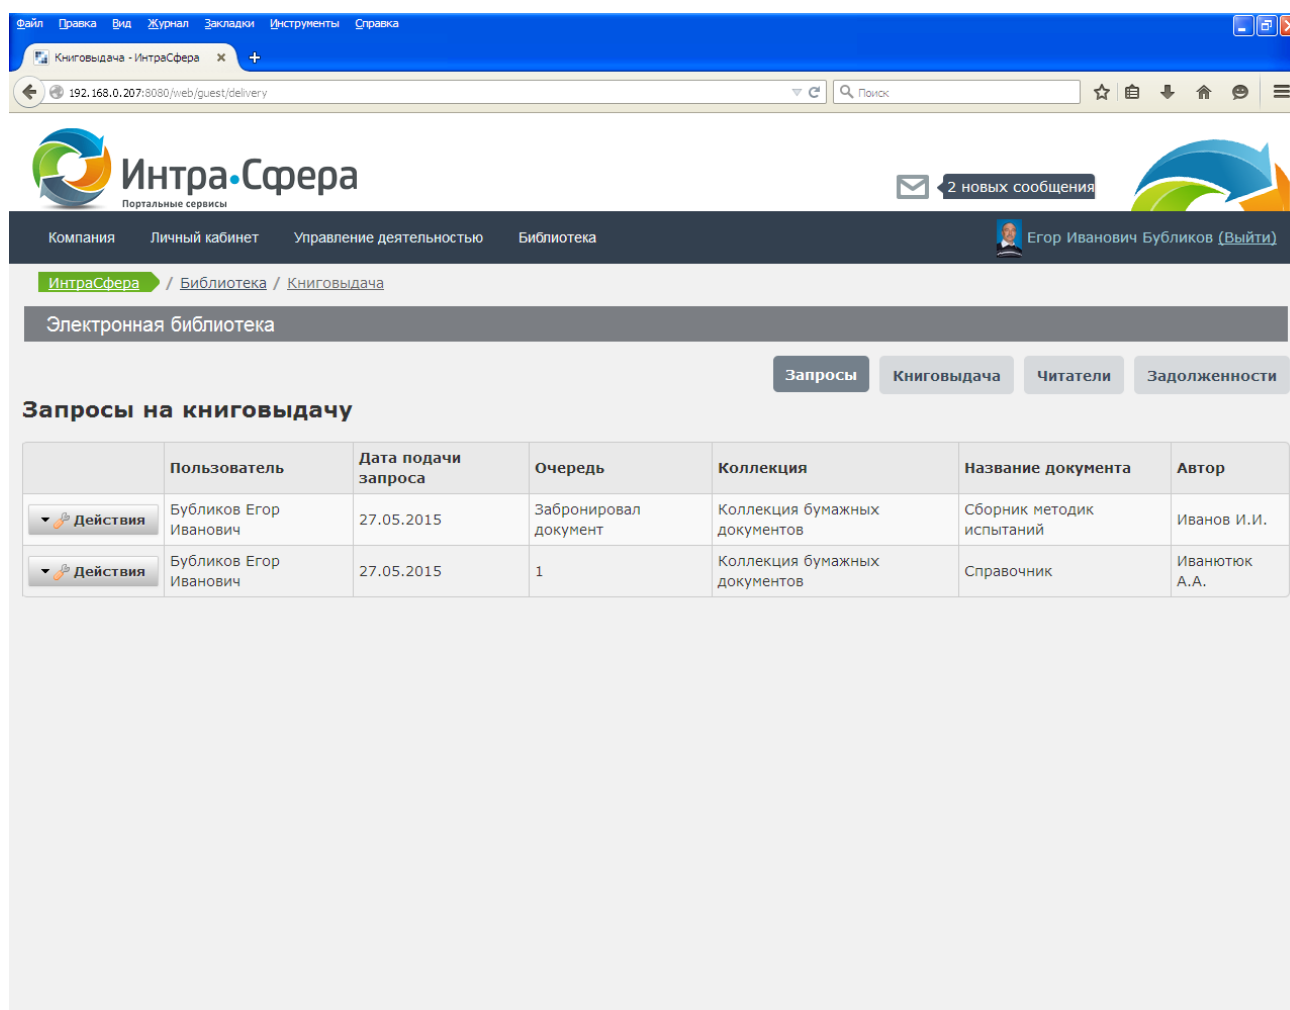 Файл Правка Вид Журнал Закладки Инструменты Справка
Книговыдача - ИнтраСфера
192.168.0.207:8080/web/guest/delivery
Поиск
Интра•Сфера
Портальные сервисы
2 новых сообщения
Компания Личный кабинет Управление деятельностью Библиотека
Егор Иванович Бубликов (Выйти)
ИнтраСфера / Библиотека / Книговыдача
Электронная библиотека
Запросы Книговыдача Читатели Задолженности
Запросы на книговыдачу
Пользователь Дата подачи запроса Очередь Коллекция Название документа Автор
Действия Бубликов Егор Иванович 27.05.2015 Забронировал документ Коллекция бумажных документов Сборник методик испытаний Иванов И.И.
Действия Бубликов Егор Иванович 27.05.2015 1 Коллекция бумажных документов Справочник Иванютюк А.А.